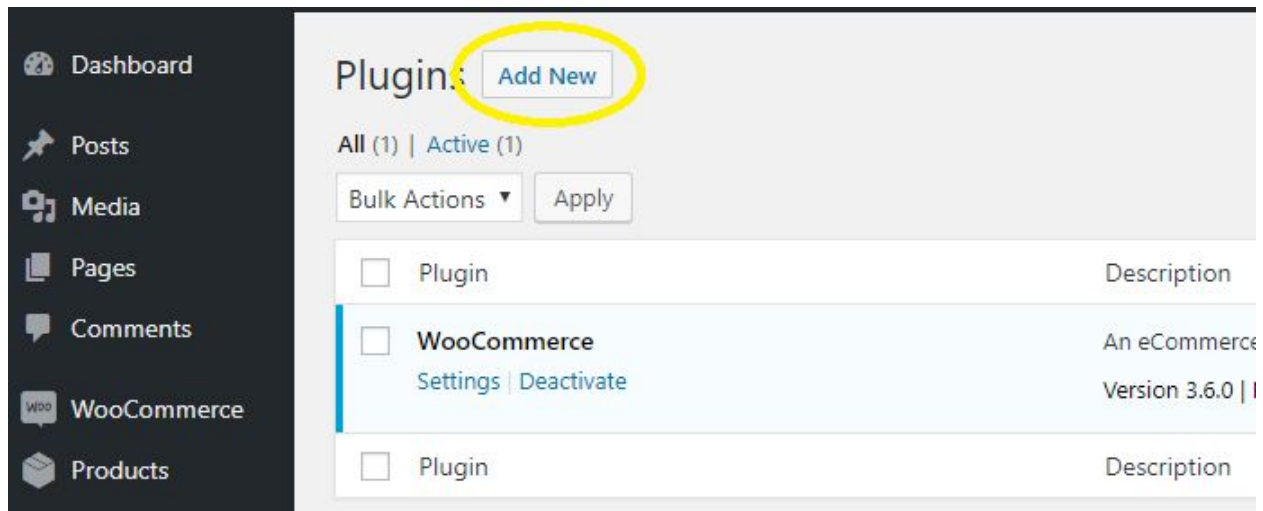 Dashboard
Posts
Media
Pages
Comments
Woo WooCommerce
Products
Plugins Add New
All (1) | Active (1)
Bulk Actions ▼ Apply
Plugin Description
WooCommerce An eCommerce
Settings | Deactivate Version 3.6.0 |
Plugin Description